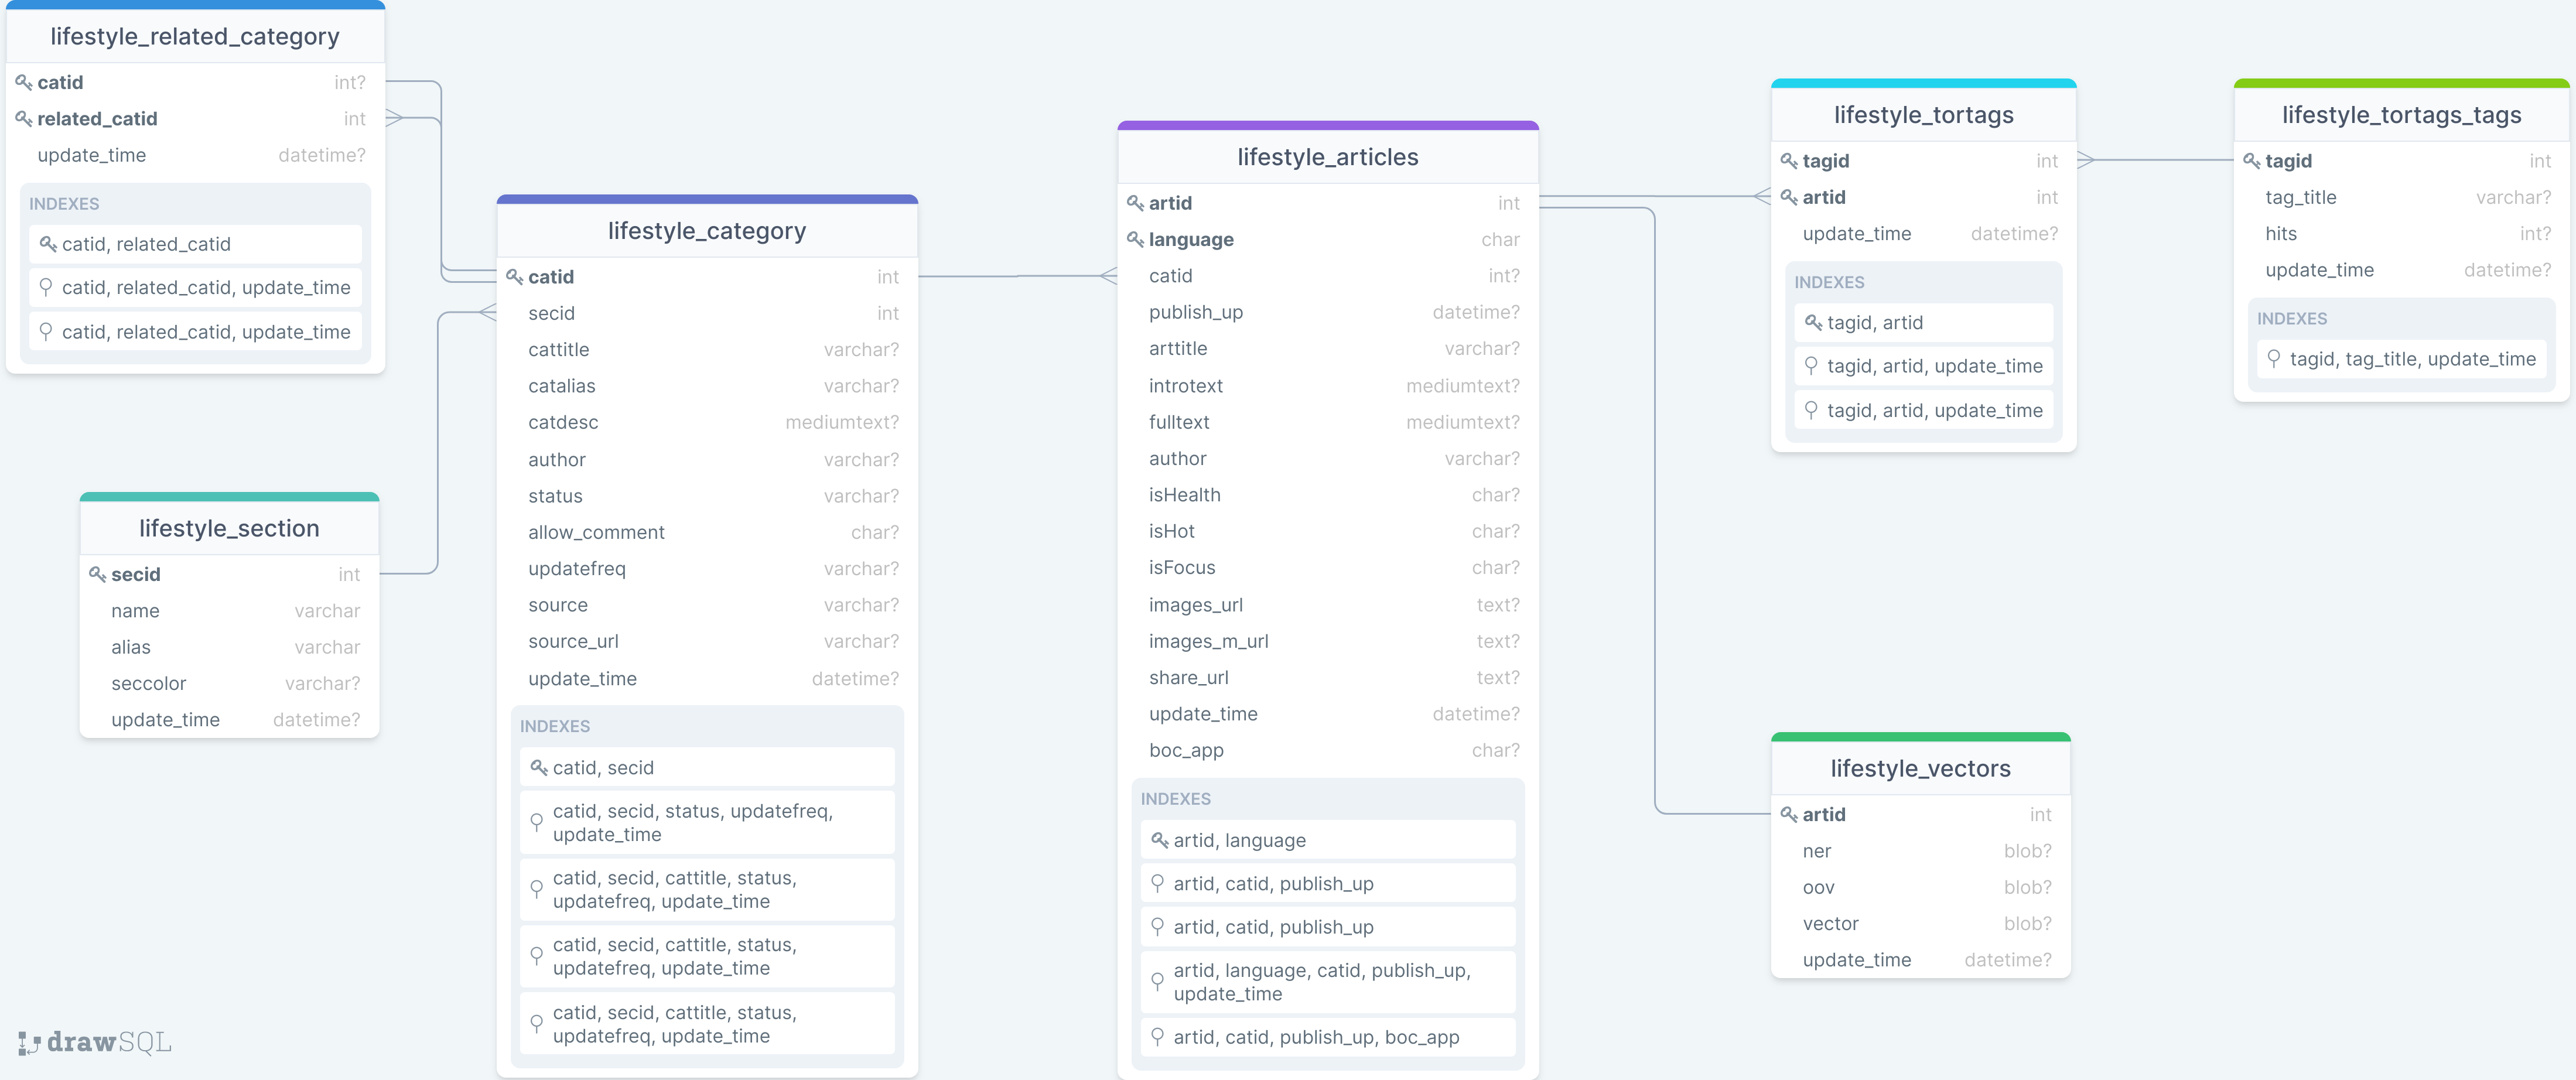 lifestyle_related_category
catid int?
related_catid int
update_time datetime?
INDEXES
catid, related_catid
catid, related_catid, update_time
catid, related_catid, update_time
lifestyle_section
secid int
name varchar
alias varchar
seccolor varchar?
update_time datetime?
lifestyle_category
catid int
secid int
cattitle varchar?
catalias varchar?
catdesc mediumtext?
author varchar?
status varchar?
allow_comment char?
updatefreq varchar?
source varchar?
source_url varchar?
update_time datetime?
INDEXES
catid, secid
catid, secid, status, updatefreq,
update_time
catid, secid, cattitle, status,
updatefreq, update_time
catid, secid, cattitle, status,
updatefreq, update_time
catid, secid, cattitle, status,
updatefreq, update_time
lifestyle_articles
artid int
language char
catid int?
publish_up datetime?
arttitle varchar?
introtext mediumtext?
fulltext mediumtext?
author varchar?
isHealth char?
isHot char?
isFocus char?
images_url text?
images_m_url text?
share_url text?
update_time datetime?
boc_app char?
INDEXES
artid, language
artid, catid, publish_up
artid, catid, publish_up
artid, language, catid, publish_up,
update_time
artid, catid, publish_up, boc_app
lifestyle_tortags
tagid int
artid int
update_time datetime?
INDEXES
tagid, artid
tagid, artid, update_time
tagid, artid, update_time
lifestyle_tortags_tags
tagid int
tag_title varchar?
hits int?
update_time datetime?
INDEXES
tagid, tag_title, update_time
lifestyle_vectors
artid int
ner blob?
oov blob?
vector blob?
update_time datetime?
drawSQL